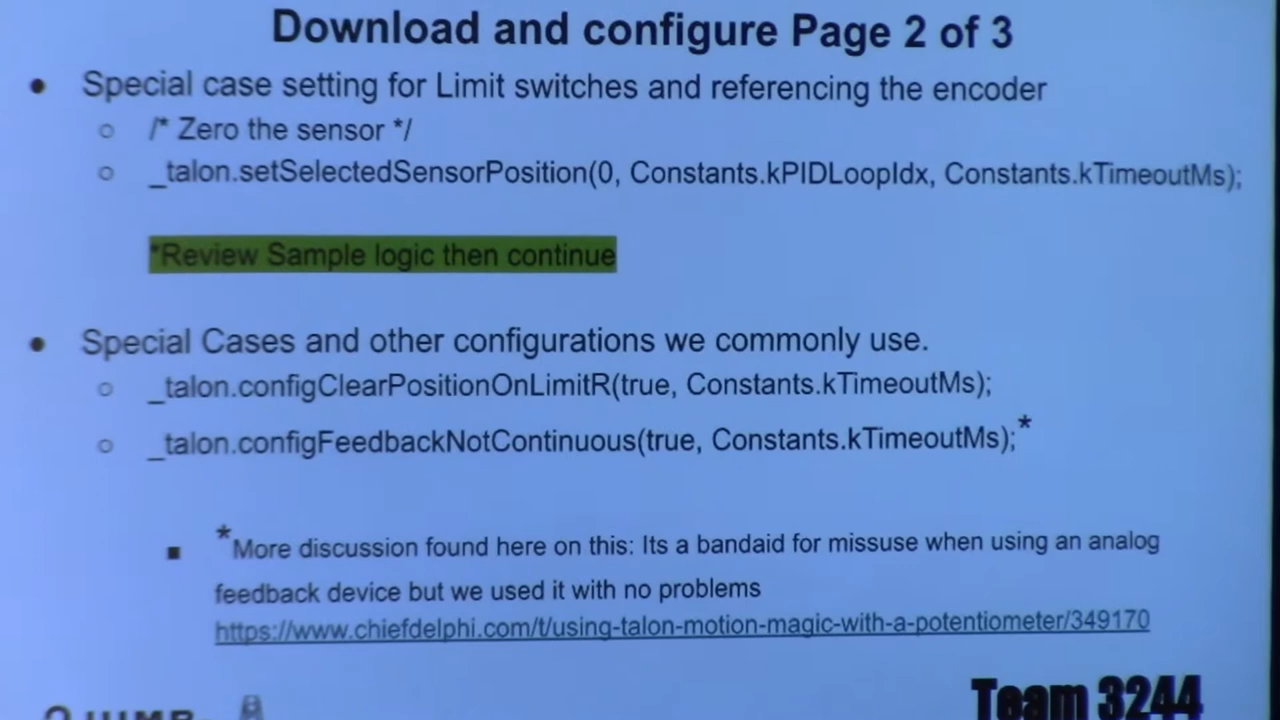 Download and configure Page 2 of 3
● Special case setting for Limit switches and referencing the encoder
○ /* Zero the sensor */
○ _talon.setSelectedSensorPosition(0, Constants.kPIDLoopIdx, Constants.kTimeoutMs);
*Review Sample logic then continue
● Special Cases and other configurations we commonly use.
○ _talon.configClearPositionOnLimitR(true, Constants.kTimeoutMs);
○ _talon.configFeedbackNotContinuous(true, Constants.kTimeoutMs);*
■ *More discussion found here on this: Its a bandaid for missuse when using an analog
feedback device but we used it with no problems
https://www.chiefdelphi.com/t/using-talon-motion-magic-with-a-potentiometer/349170
Team 3244